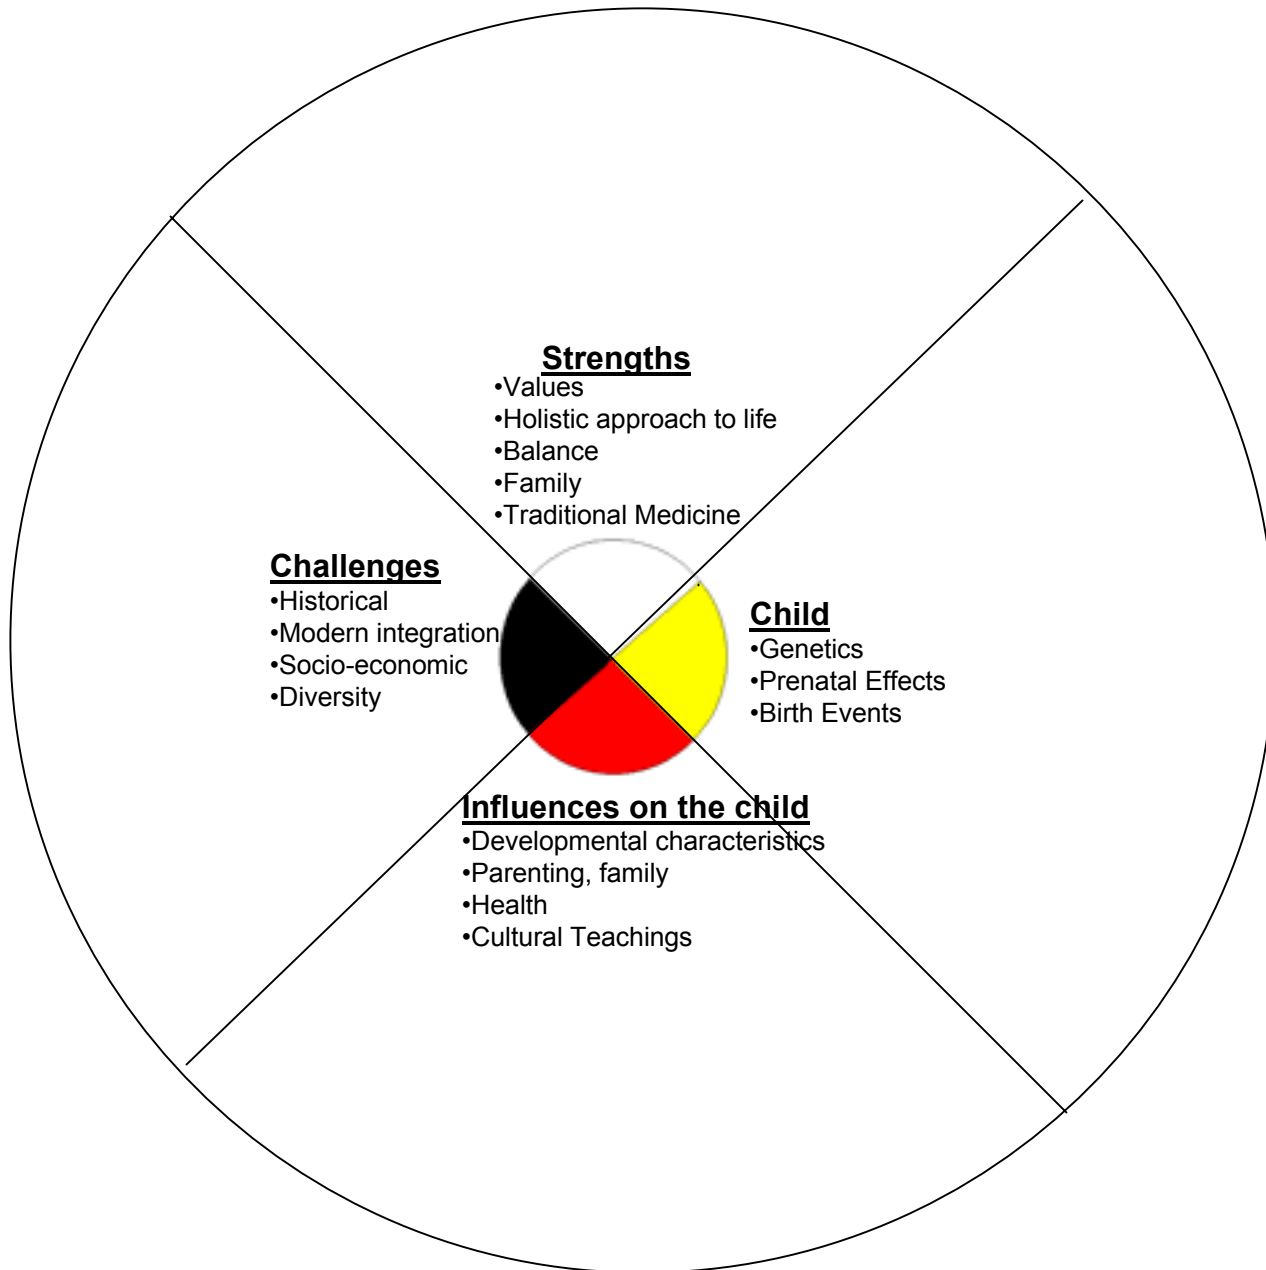 Strengths
•Values
•Holistic approach to life
•Balance
•Family
•Traditional Medicine
Challenges
•Historical
•Modern integration
•Socio-economic
•Diversity
Child
•Genetics
•Prenatal Effects
•Birth Events
Influences on the child
•Developmental characteristics
•Parenting, family
•Health
•Cultural Teachings